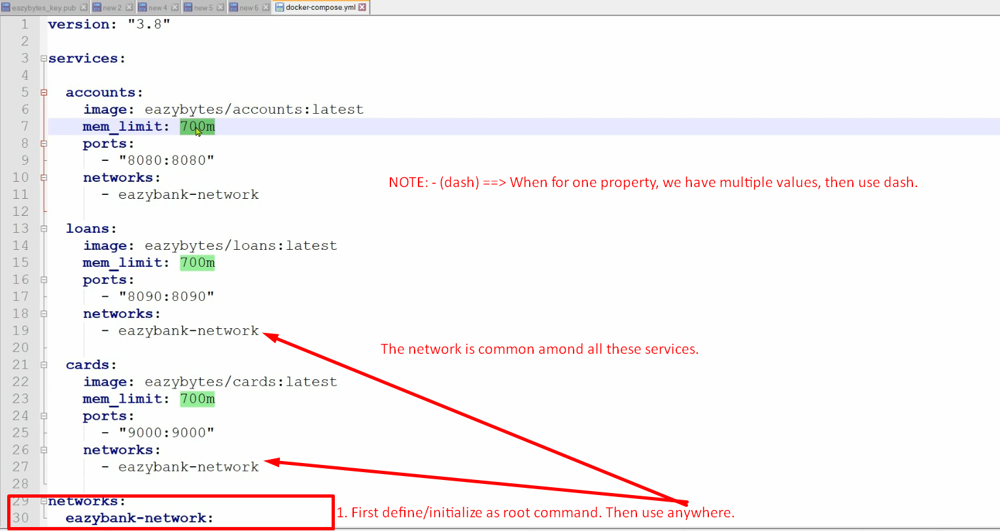 eazybytes_key.pub new 2 new 4 new 5 new 6 docker-compose.yml
1 version: "3.8"
2
3 services:
4
5 accounts:
6 image: eazybytes/accounts:latest
7 mem_limit: 700m
8 ports:
9 - "8080:8080"
10 networks:
NOTE: - (dash) ==> When for one property, we have multiple values, then use dash.
11 - eazybank-network
12
13 loans:
14 image: eazybytes/loans:latest
15 mem_limit: 700m
16 ports:
17 - "8090:8090"
18 networks:
19 - eazybank-network
20
The network is common amond all these services.
21 cards:
22 image: eazybytes/cards:latest
23 mem_limit: 700m
24 ports:
25 - "9000:9000"
26 networks:
27 - eazybank-network
28
29 networks:
30 eazybank-network:
1. First define/initialize as root command. Then use anywhere.